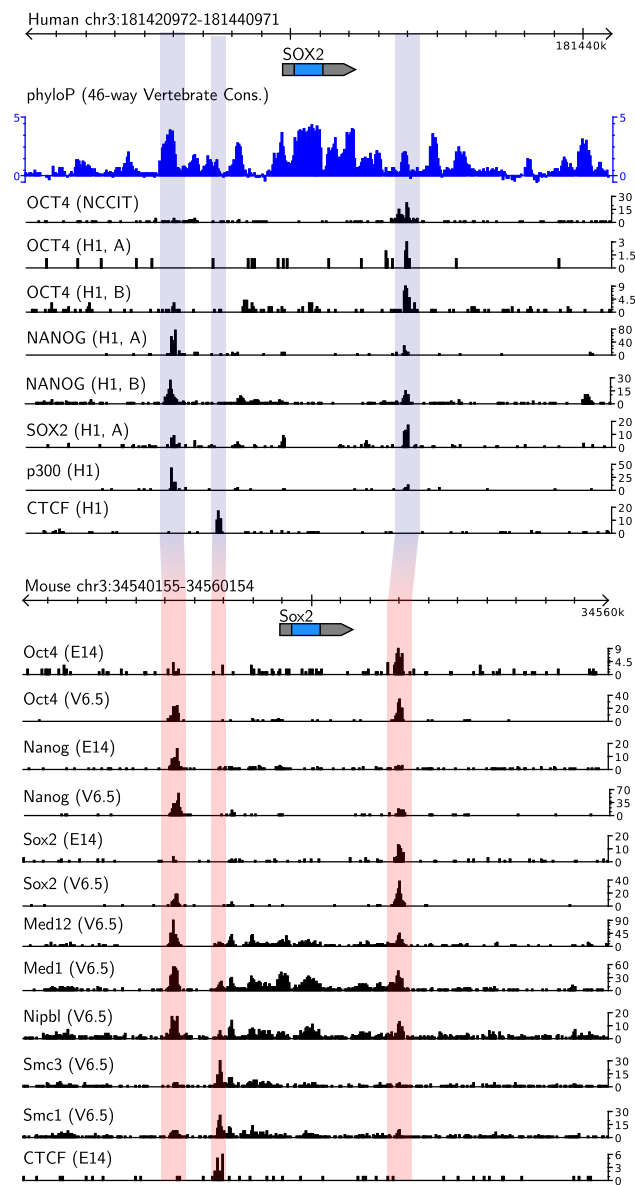 Human chr3:181420972-181440971
181440k
SOX2
phyloP (46-way Vertebrate Cons.)
5 5
0 0
OCT4 (NCCIT) 30
15
0
OCT4 (H1, A) 3
1.5
0
OCT4 (H1, B) 9
4.5
0
NANOG (H1, A) 80
40
0
NANOG (H1, B) 30
15
0
SOX2 (H1, A) 20
10
0
p300 (H1) 50
25
0
CTCF (H1) 20
10
0
Mouse chr3:34540155-34560154
34560k
Sox2
Oct4 (E14) 9
4.5
0
Oct4 (V6.5) 40
20
0
Nanog (E14) 20
10
0
Nanog (V6.5) 70
35
0
Sox2 (E14) 20
10
0
Sox2 (V6.5) 40
20
0
Med12 (V6.5) 90
45
0
Med1 (V6.5) 60
30
0
Nipbl (V6.5) 20
10
0
Smc3 (V6.5) 30
15
0
Smc1 (V6.5) 30
15
0
CTCF (E14) 6
3
0